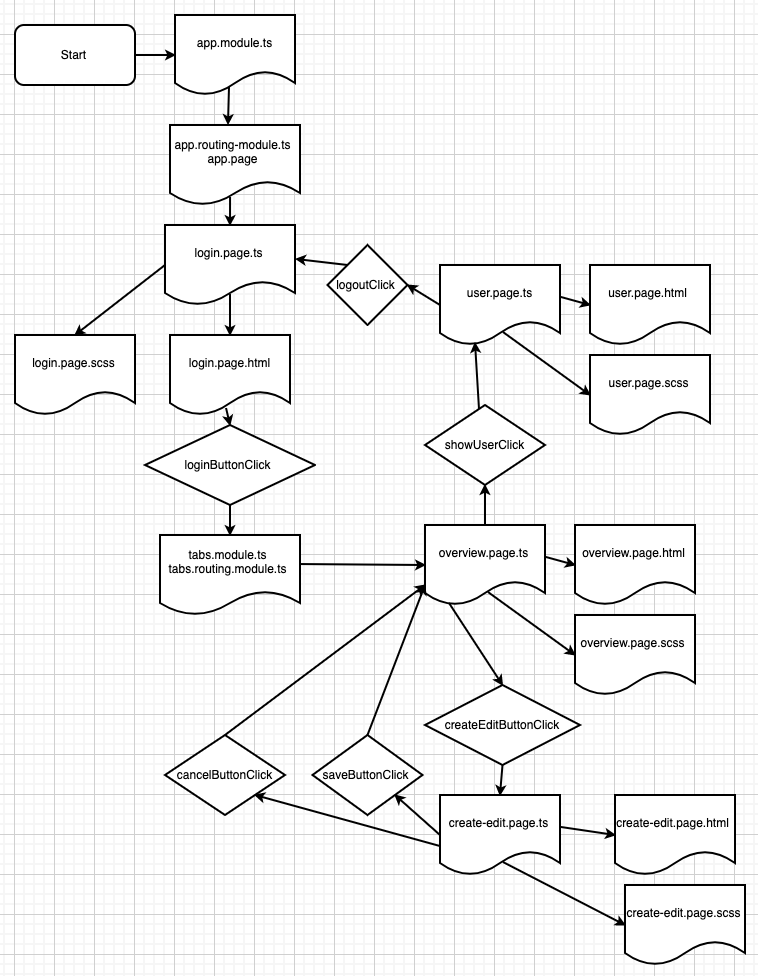 Start
app.module.ts
app.routing-module.ts
app.page
login.page.ts
logoutClick
user.page.ts
user.page.html
login.page.scss
login.page.html
user.page.scss
loginButtonClick
showUserClick
tabs.module.ts
tabs.routing.module.ts
overview.page.ts
overview.page.html
overview.page.scss
createEditButtonClick
cancelButtonClick
saveButtonClick
create-edit.page.ts
create-edit.page.html
create-edit.page.scss